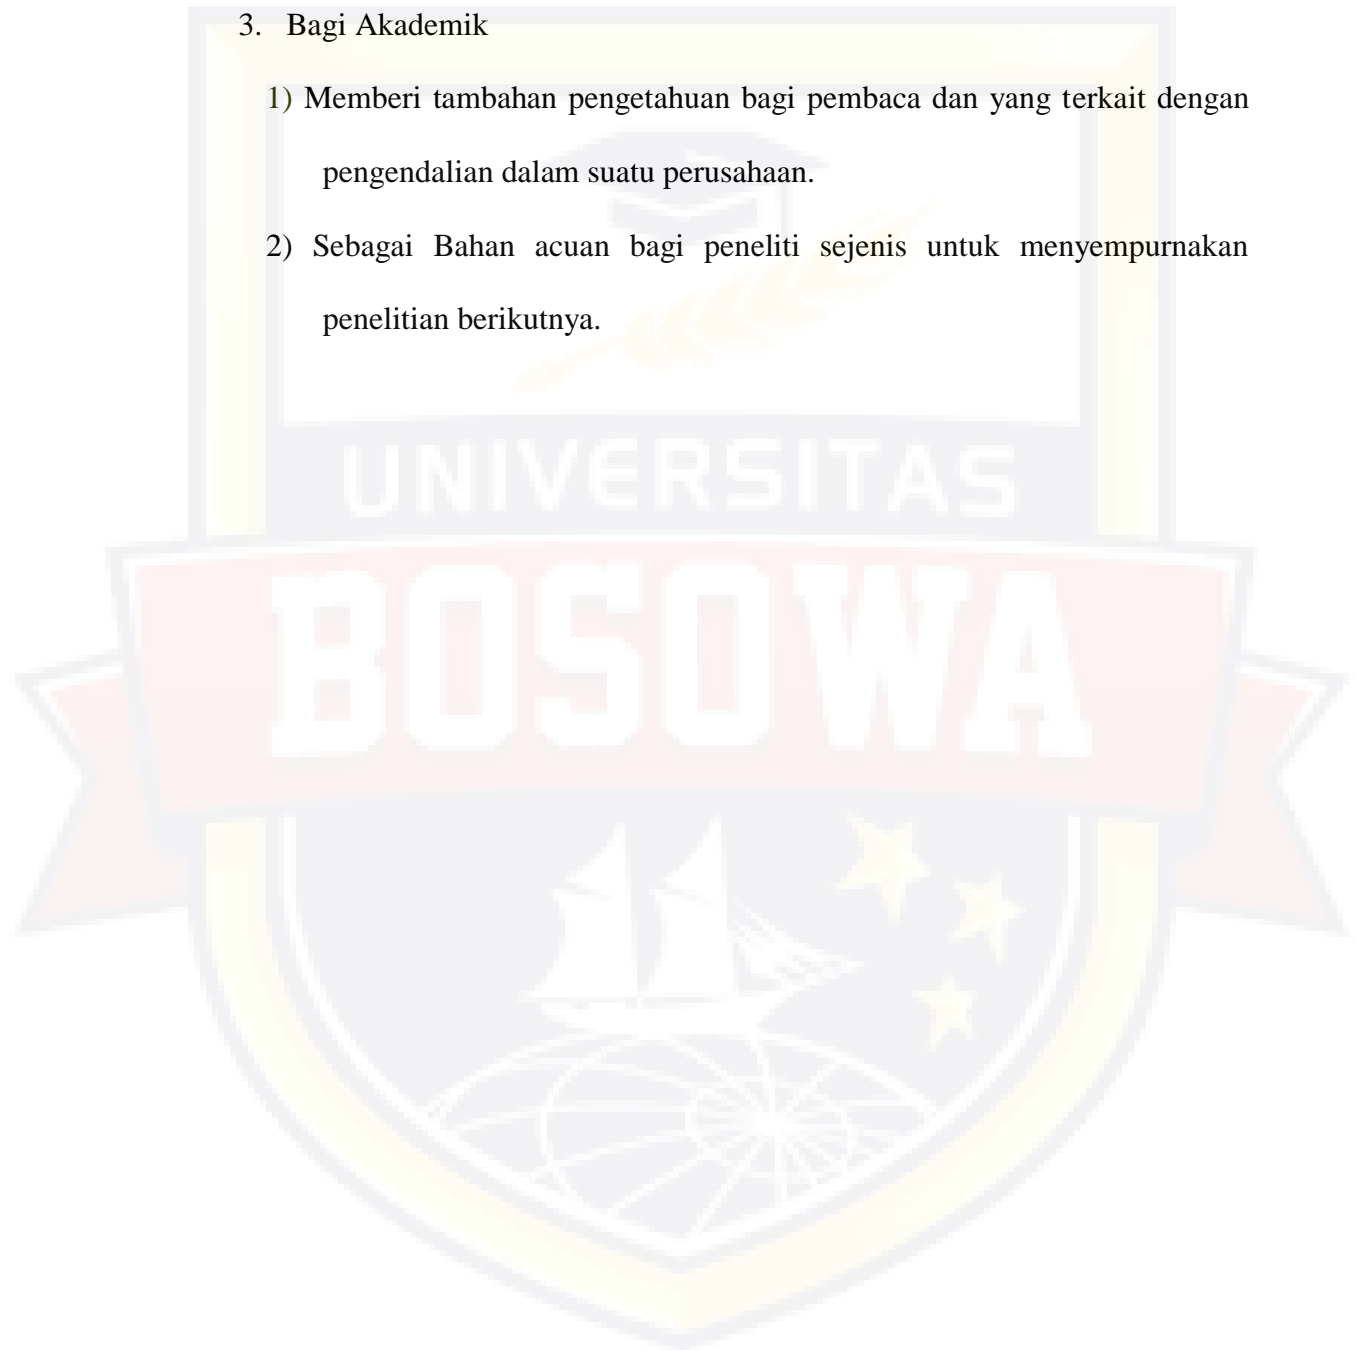 3. Bagi Akademik
1) Memberi tambahan pengetahuan bagi pembaca dan yang terkait dengan
pengendalian dalam suatu perusahaan.
2) Sebagai Bahan acuan bagi peneliti sejenis untuk menyempurnakan
penelitian berikutnya.
UNIVERSITAS
BOSOWA